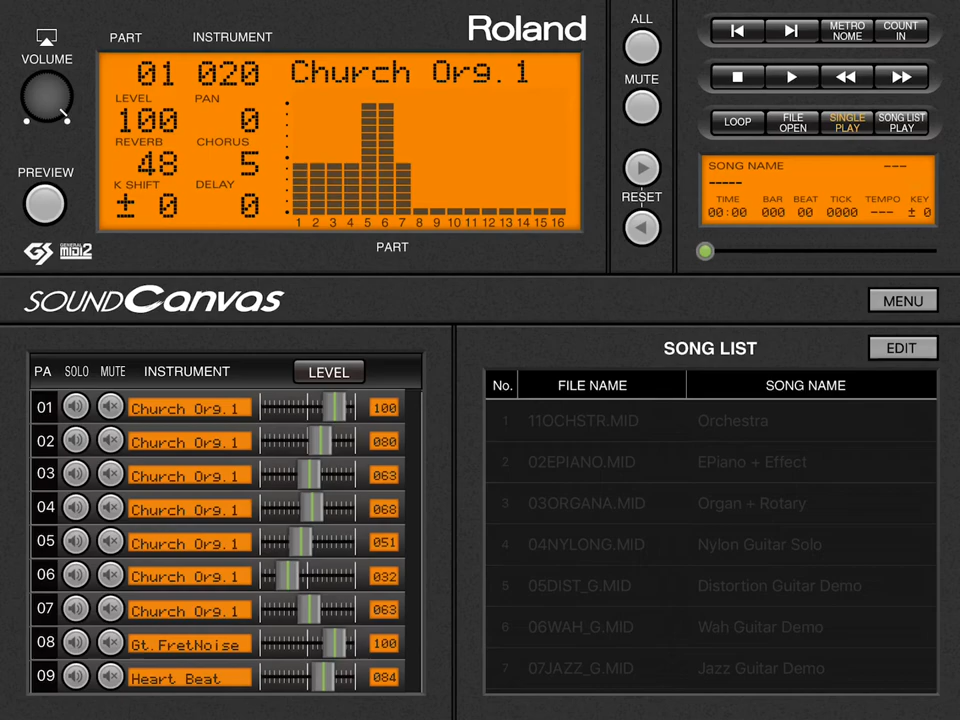 PART INSTRUMENT Roland
VOLUME
01 020 Church Org.1
LEVEL PAN
100 0
REVERB CHORUS
48 5
K SHIFT DELAY
± 0 0
1 2 3 4 5 6 7 8 9 10 11 12 13 14 15 16
PART
PREVIEW
GS GENERAL MIDI2
ALL
MUTE
RESET
METRO NOME
COUNT IN
LOOP
FILE OPEN
SINGLE PLAY
SONG LIST PLAY
SONG NAME ---
-----
TIME BAR BEAT TICK TEMPO KEY
00:00 000 00 0000 --- ± 0
SOUND Canvas
MENU
PA SOLO MUTE INSTRUMENT LEVEL
01 Church Org.1 100
02 Church Org.1 080
03 Church Org.1 063
04 Church Org.1 068
05 Church Org.1 051
06 Church Org.1 032
07 Church Org.1 063
08 Gt.FretNoise 100
09 Heart Beat 084
SONG LIST
EDIT
No. FILE NAME SONG NAME
1 11OCHSTR.MID Orchestra
2 02EPIANO.MID EPiano + Effect
3 03ORGANA.MID Organ + Rotary
4 04NYLONG.MID Nylon Guitar Solo
5 05DIST_G.MID Distortion Guitar Demo
6 06WAH_G.MID Wah Guitar Demo
7 07JAZZ_G.MID Jazz Guitar Demo